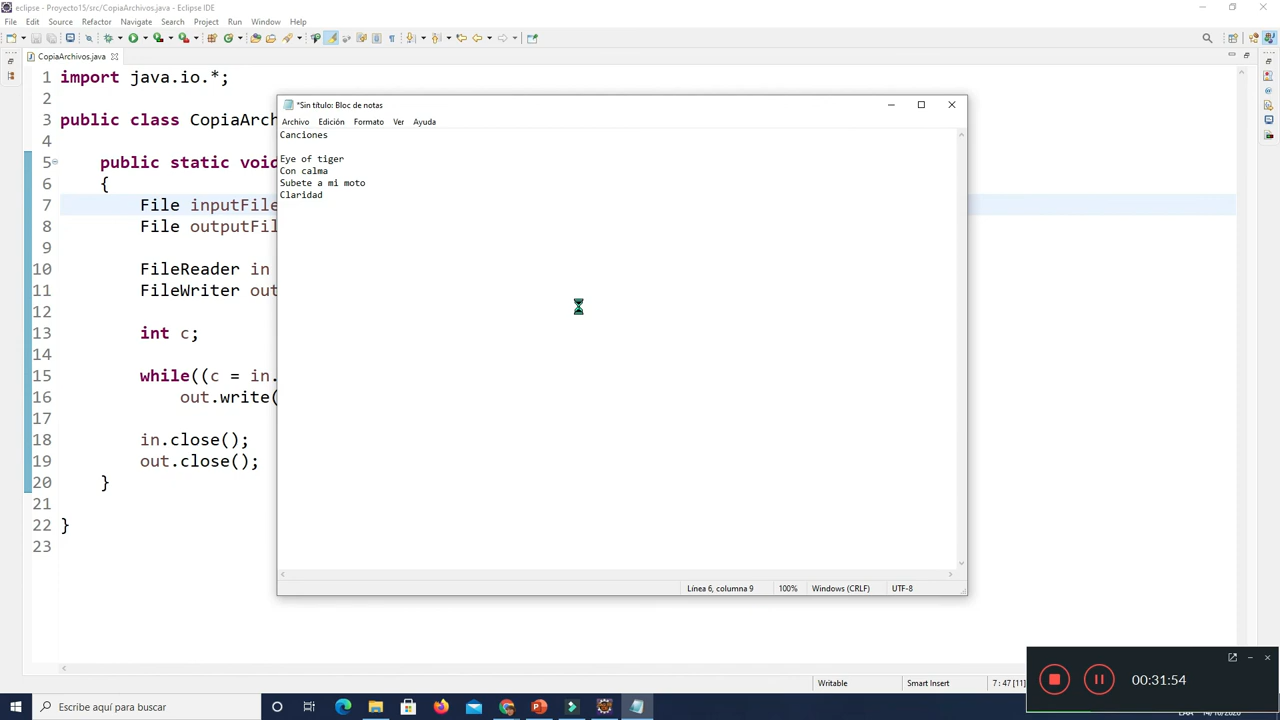 eclipse - Proyecto15/src/CopiaArchivos.java - Eclipse IDE
File Edit Source Refactor Navigate Search Project Run Window Help
CopiaArchivos.java
1 import java.io.*;
2
3 public class CopiaArch
4
5 public static void
6 {
7 File inputFile
8 File outputFil
9
10 FileReader in
11 FileWriter out
12
13 int c;
14
15 while((c = in.
16 out.write(
17
18 in.close();
19 out.close();
20 }
21
22 }
23
*Sin título: Bloc de notas
Archivo Edición Formato Ver Ayuda
Canciones
Eye of tiger
Con calma
Subete a mi moto
Claridad
Línea 6, columna 9 100% Windows (CRLF) UTF-8
00:31:54
Writable Smart Insert 7 : 47 [11]
Escribe aquí para buscar